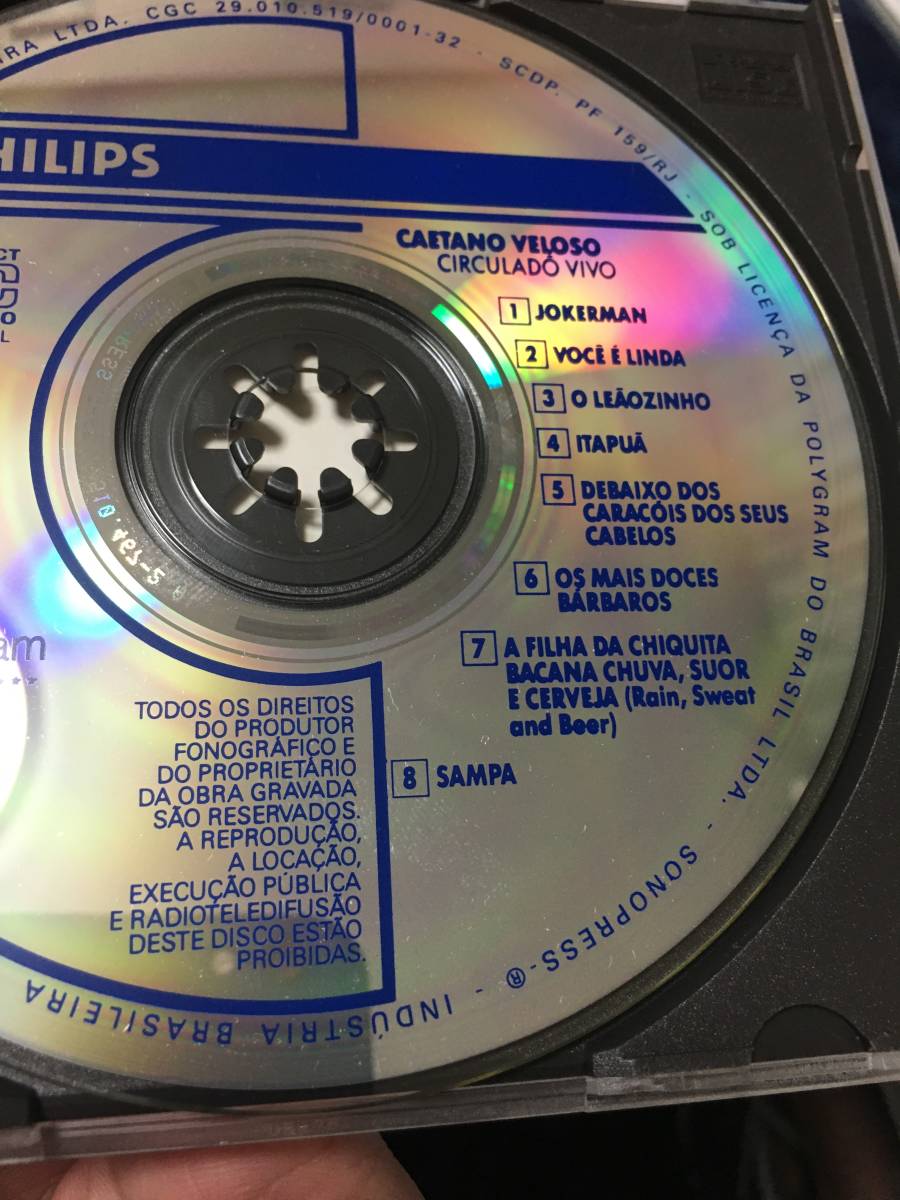 RA LTDA. CGC 29.010.519/0001-32 - SCDP. PF 159/RJ - SOB LICENÇA DA POLYGRAM DO BRASIL LTDA. - SONOPRESS-® - INDÚSTRIA BRASILEIRA
HILIPS
CT
O
L
CAETANO VELOSO
CIRCULADÔ VIVO
1 JOKERMAN
2 VOCÊ É LINDA
3 O LEÃOZINHO
4 ITAPUÃ
5 DEBAIXO DOS
CARACÓIS DOS SEUS
CABELOS
6 OS MAIS DOCES
BÁRBAROS
7 A FILHA DA CHIQUITA
BACANA CHUVA, SUOR
E CERVEJA (Rain, Sweat
and Beer)
8 SAMPA
am
TODOS OS DIREITOS
DO PRODUTOR
FONOGRÁFICO E
DO PROPRIETÁRIO
DA OBRA GRAVADA
SÃO RESERVADOS.
A REPRODUÇÃO,
A LOCAÇÃO,
EXECUÇÃO PÚBLICA
E RADIOTELEDIFUSÃO
DESTE DISCO ESTÃO
PROIBIDAS.